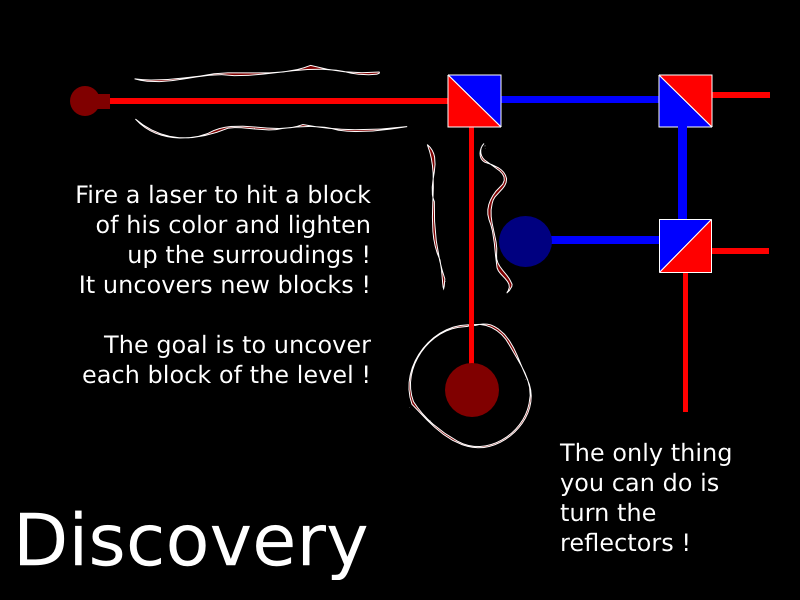 Fire a laser to hit a block
of his color and lighten
up the surroudings !
It uncovers new blocks !
The goal is to uncover
each block of the level !
The only thing
you can do is
turn the
reflectors !
Discovery